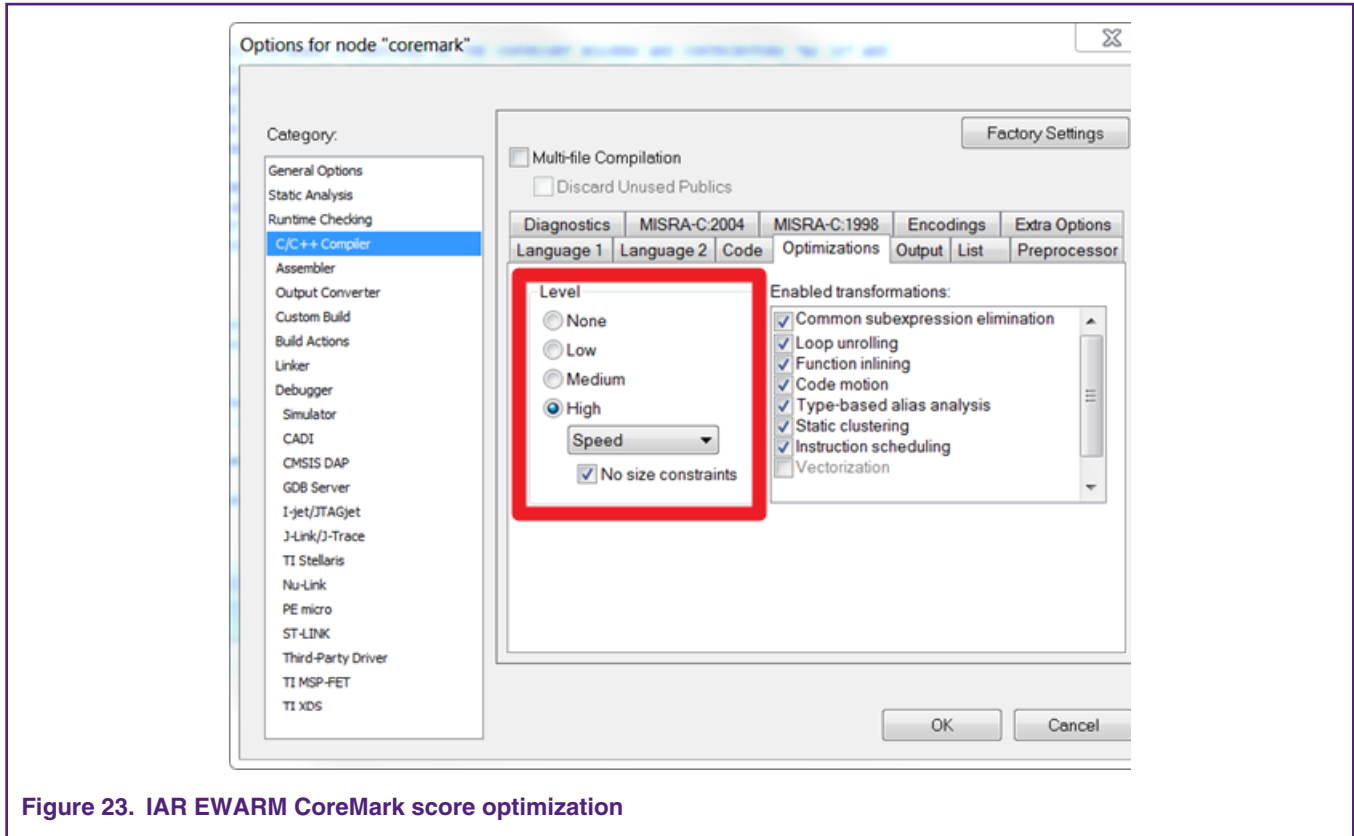 Options for node "coremark"
Category:
General Options
Static Analysis
Runtime Checking
C/C++ Compiler
Assembler
Output Converter
Custom Build
Build Actions
Linker
Debugger
Simulator
CADI
CMSIS DAP
GDB Server
I-jet/JTAGjet
J-Link/J-Trace
TI Stellaris
Nu-Link
PE micro
ST-LINK
Third-Party Driver
TI MSP-FET
TI XDS
Factory Settings
Multi-file Compilation
Discard Unused Publics
Diagnostics MISRA-C:2004 MISRA-C:1998 Encodings Extra Options
Language 1 Language 2 Code Optimizations Output List Preprocessor
Level
None
Low
Medium
High
Speed
No size constraints
Enabled transformations:
Common subexpression elimination
Loop unrolling
Function inlining
Code motion
Type-based alias analysis
Static clustering
Instruction scheduling
Vectorization
OK Cancel
Figure 23. IAR EWARM CoreMark score optimization